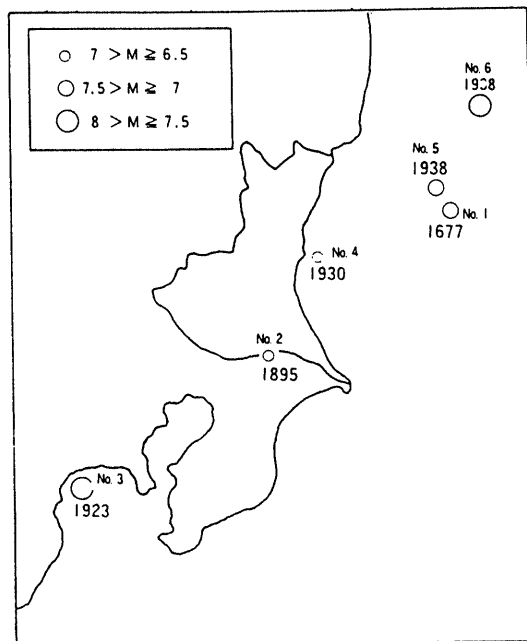 7 > M ≧ 6.5
7.5 > M ≧ 7
8 > M ≧ 7.5
No. 6
1938
No. 5
1938
No. 1
1677
No. 4
1930
No. 2
1895
No. 3
1923